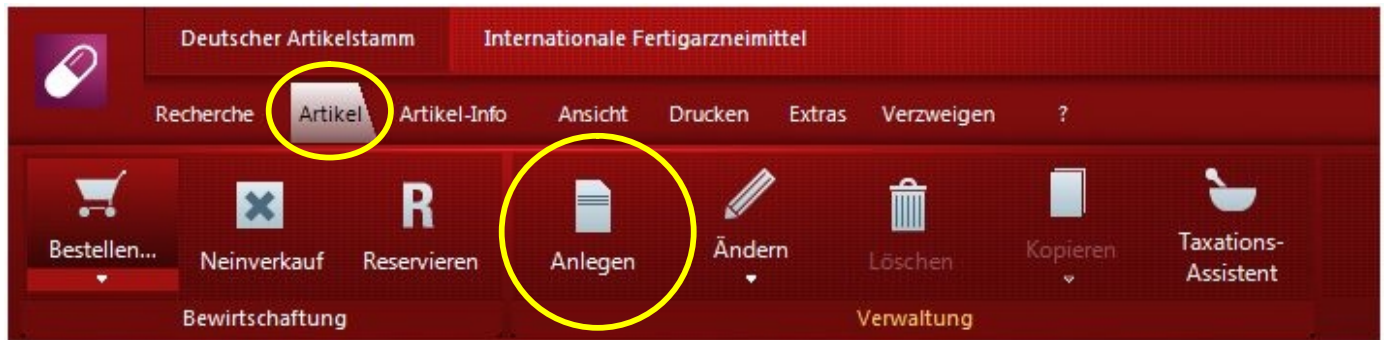 Deutscher Artikelstamm Internationale Fertigarzneimittel
Recherche Artikel Artikel-Info Ansicht Drucken Extras Verzweigen ?
Bestellen... Neinverkauf R Reservieren Anlegen Ändern Löschen Kopieren Taxations-
Assistent
Bewirtschaftung Verwaltung